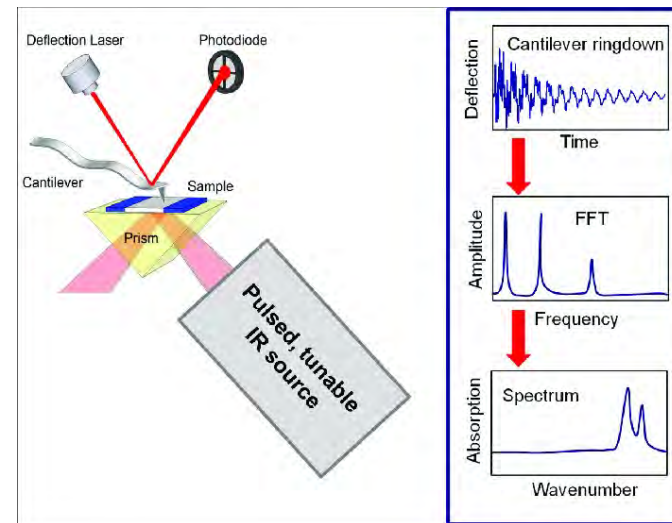 Deflection Laser
Photodiode
Cantilever
Sample
Prism
Pulsed, tunable
IR source
Cantilever ringdown
Deflection
Time
FFT
Amplitude
Frequency
Spectrum
Absorption
Wavenumber